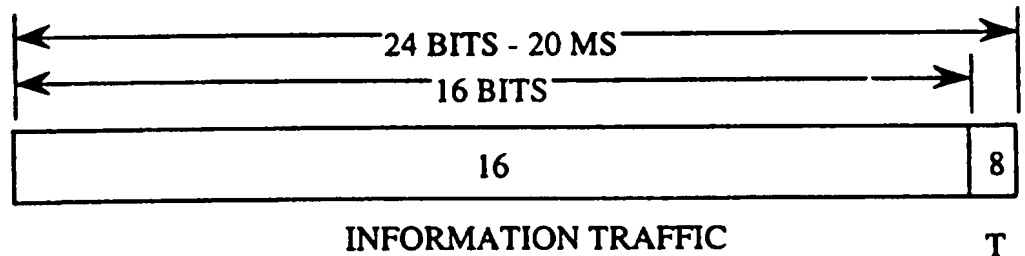 24 BITS - 20 MS
16 BITS
16 8
INFORMATION TRAFFIC T